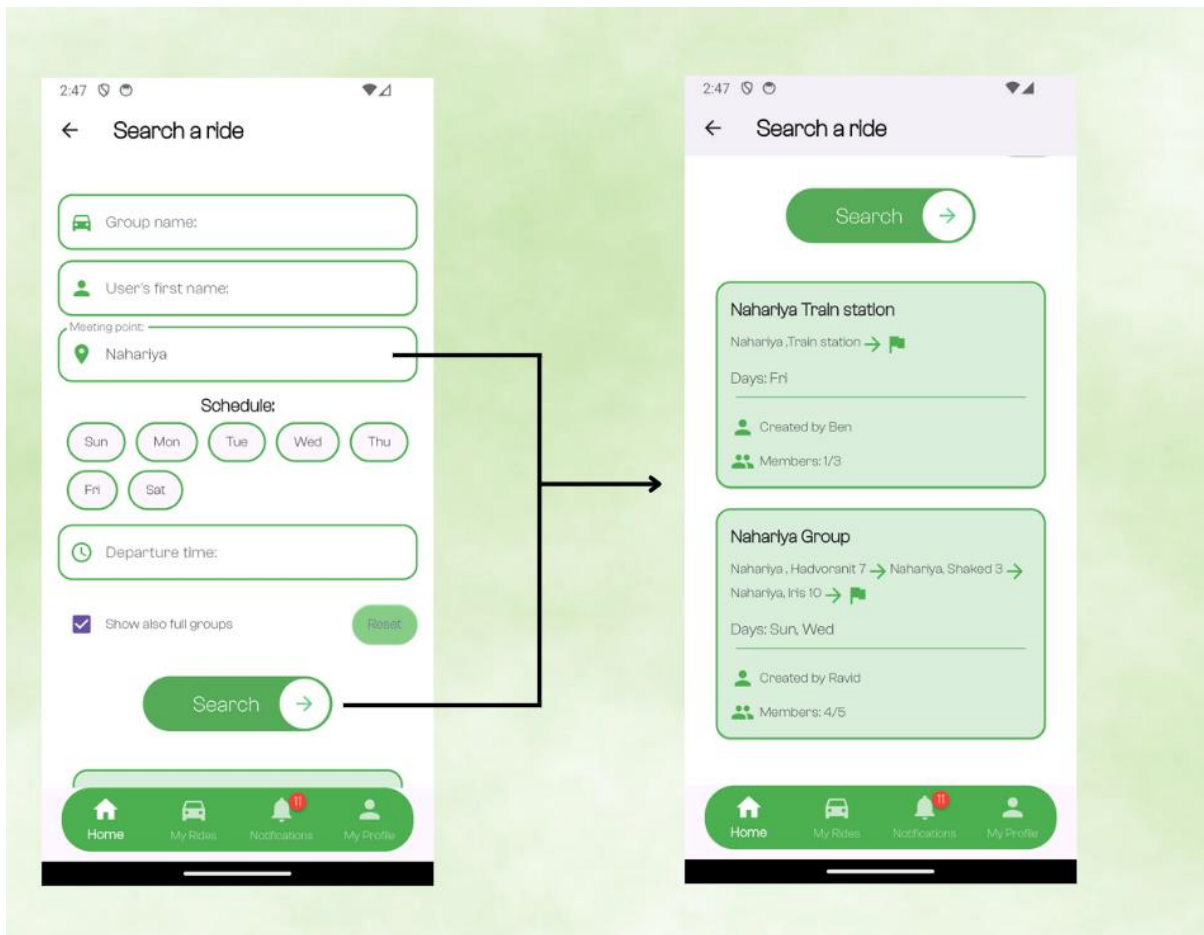 2:47
Search a ride
Group name:
User's first name:
Meeting point:
Nahariya
Schedule:
Sun Mon Tue Wed Thu
Fri Sat
Departure time:
Show also full groups Reset
Search
Home My Rides Notifications 11 My Profile
2:47
Search a ride
Search
Nahariya Train station
Nahariya ,Train station
Days: Fri
Created by Ben
Members: 1/3
Nahariya Group
Nahariya , Hadvoranit 7 → Nahariya, Shaked 3 →
Nahariya, Iris 10 →
Days: Sun, Wed
Created by Ravid
Members: 4/5
Home My Rides Notifications 11 My Profile